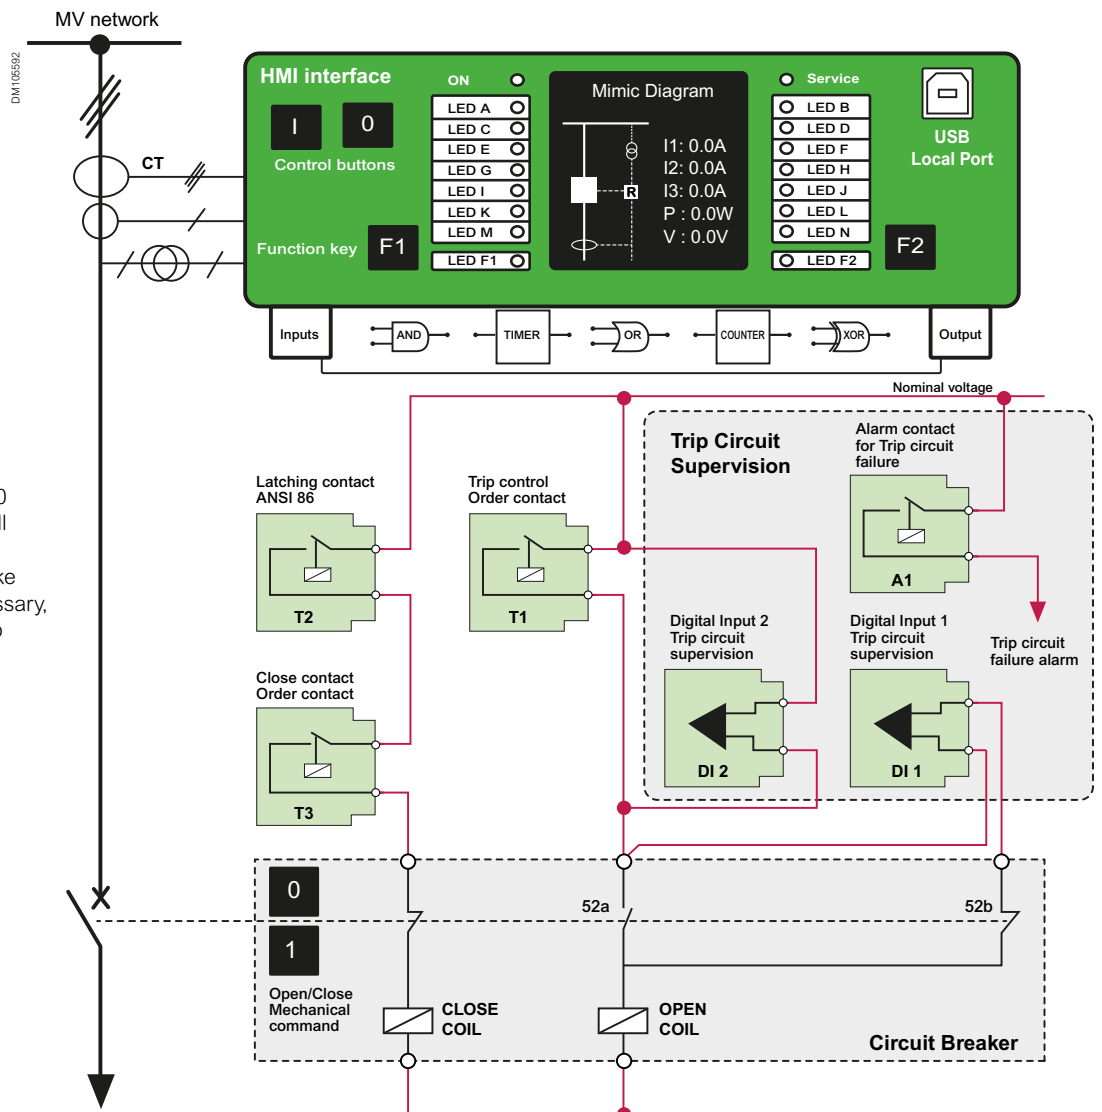 MV network
DM105592
HMI interface
ON
Service
I
0
Control buttons
LED A
LED C
LED E
LED G
LED I
LED K
LED M
LED F1
Mimic Diagram
R
I1: 0.0A
I2: 0.0A
I3: 0.0A
P : 0.0W
V : 0.0V
LED B
LED D
LED F
LED H
LED J
LED L
LED N
LED F2
USB
Local Port
CT
Function key
F1
F2
Inputs
AND
TIMER
OR
COUNTER
XOR
Output
Nominal voltage
Trip Circuit
Supervision
Alarm contact
for Trip circuit
failure
A1
Trip circuit
failure alarm
Latching contact
ANSI 86
T2
Trip control
Order contact
T1
0
ll
ke
ssary,
o
Digital Input 2
Trip circuit
supervision
DI 2
Digital Input 1
Trip circuit
supervision
DI 1
Close contact
Order contact
T3
0
1
Open/Close
Mechanical
command
52a
52b
CLOSE
COIL
OPEN
COIL
Circuit Breaker